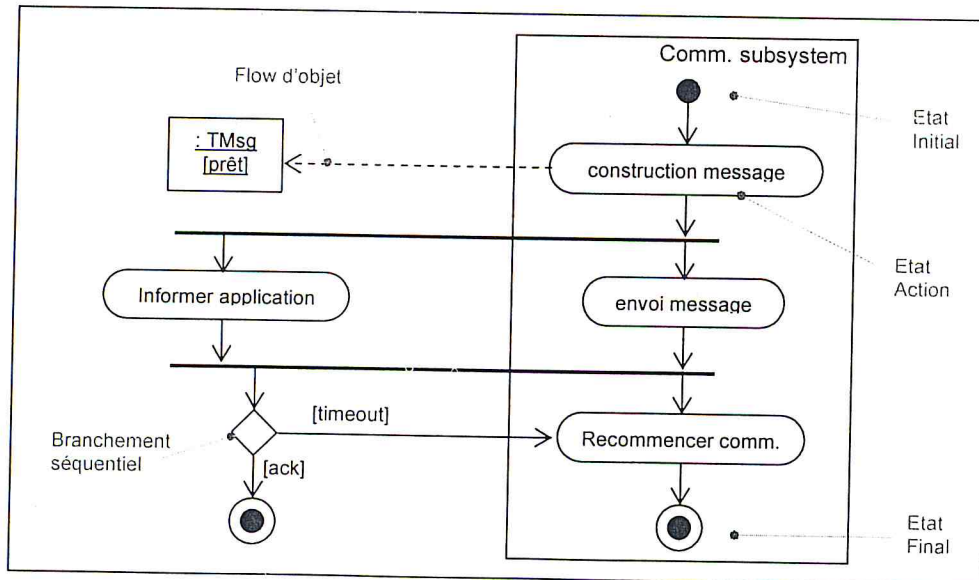 Comm. subsystem
Flow d'objet
Etat
Initial
: TMsg
[prêt]
construction message
Etat
Action
Informer application
envoi message
[timeout]
Branchement
séquentiel
Recommencer comm.
[ack]
Etat
Final